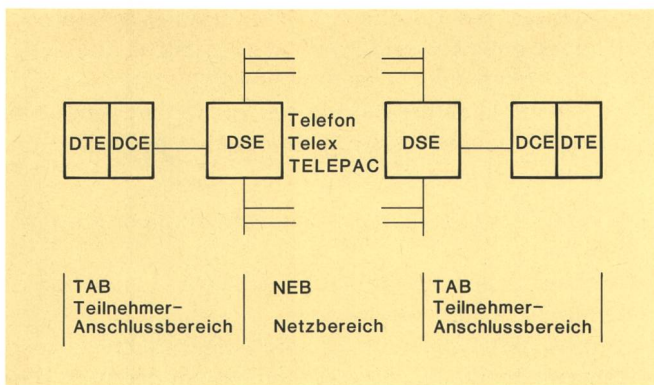 DTE DCE DSE Telefon
Telex
TELEPAC DSE DCE DTE
TAB
Teilnehmer-
Anschlussbereich
NEB
Netzbereich
TAB
Teilnehmer-
Anschlussbereich